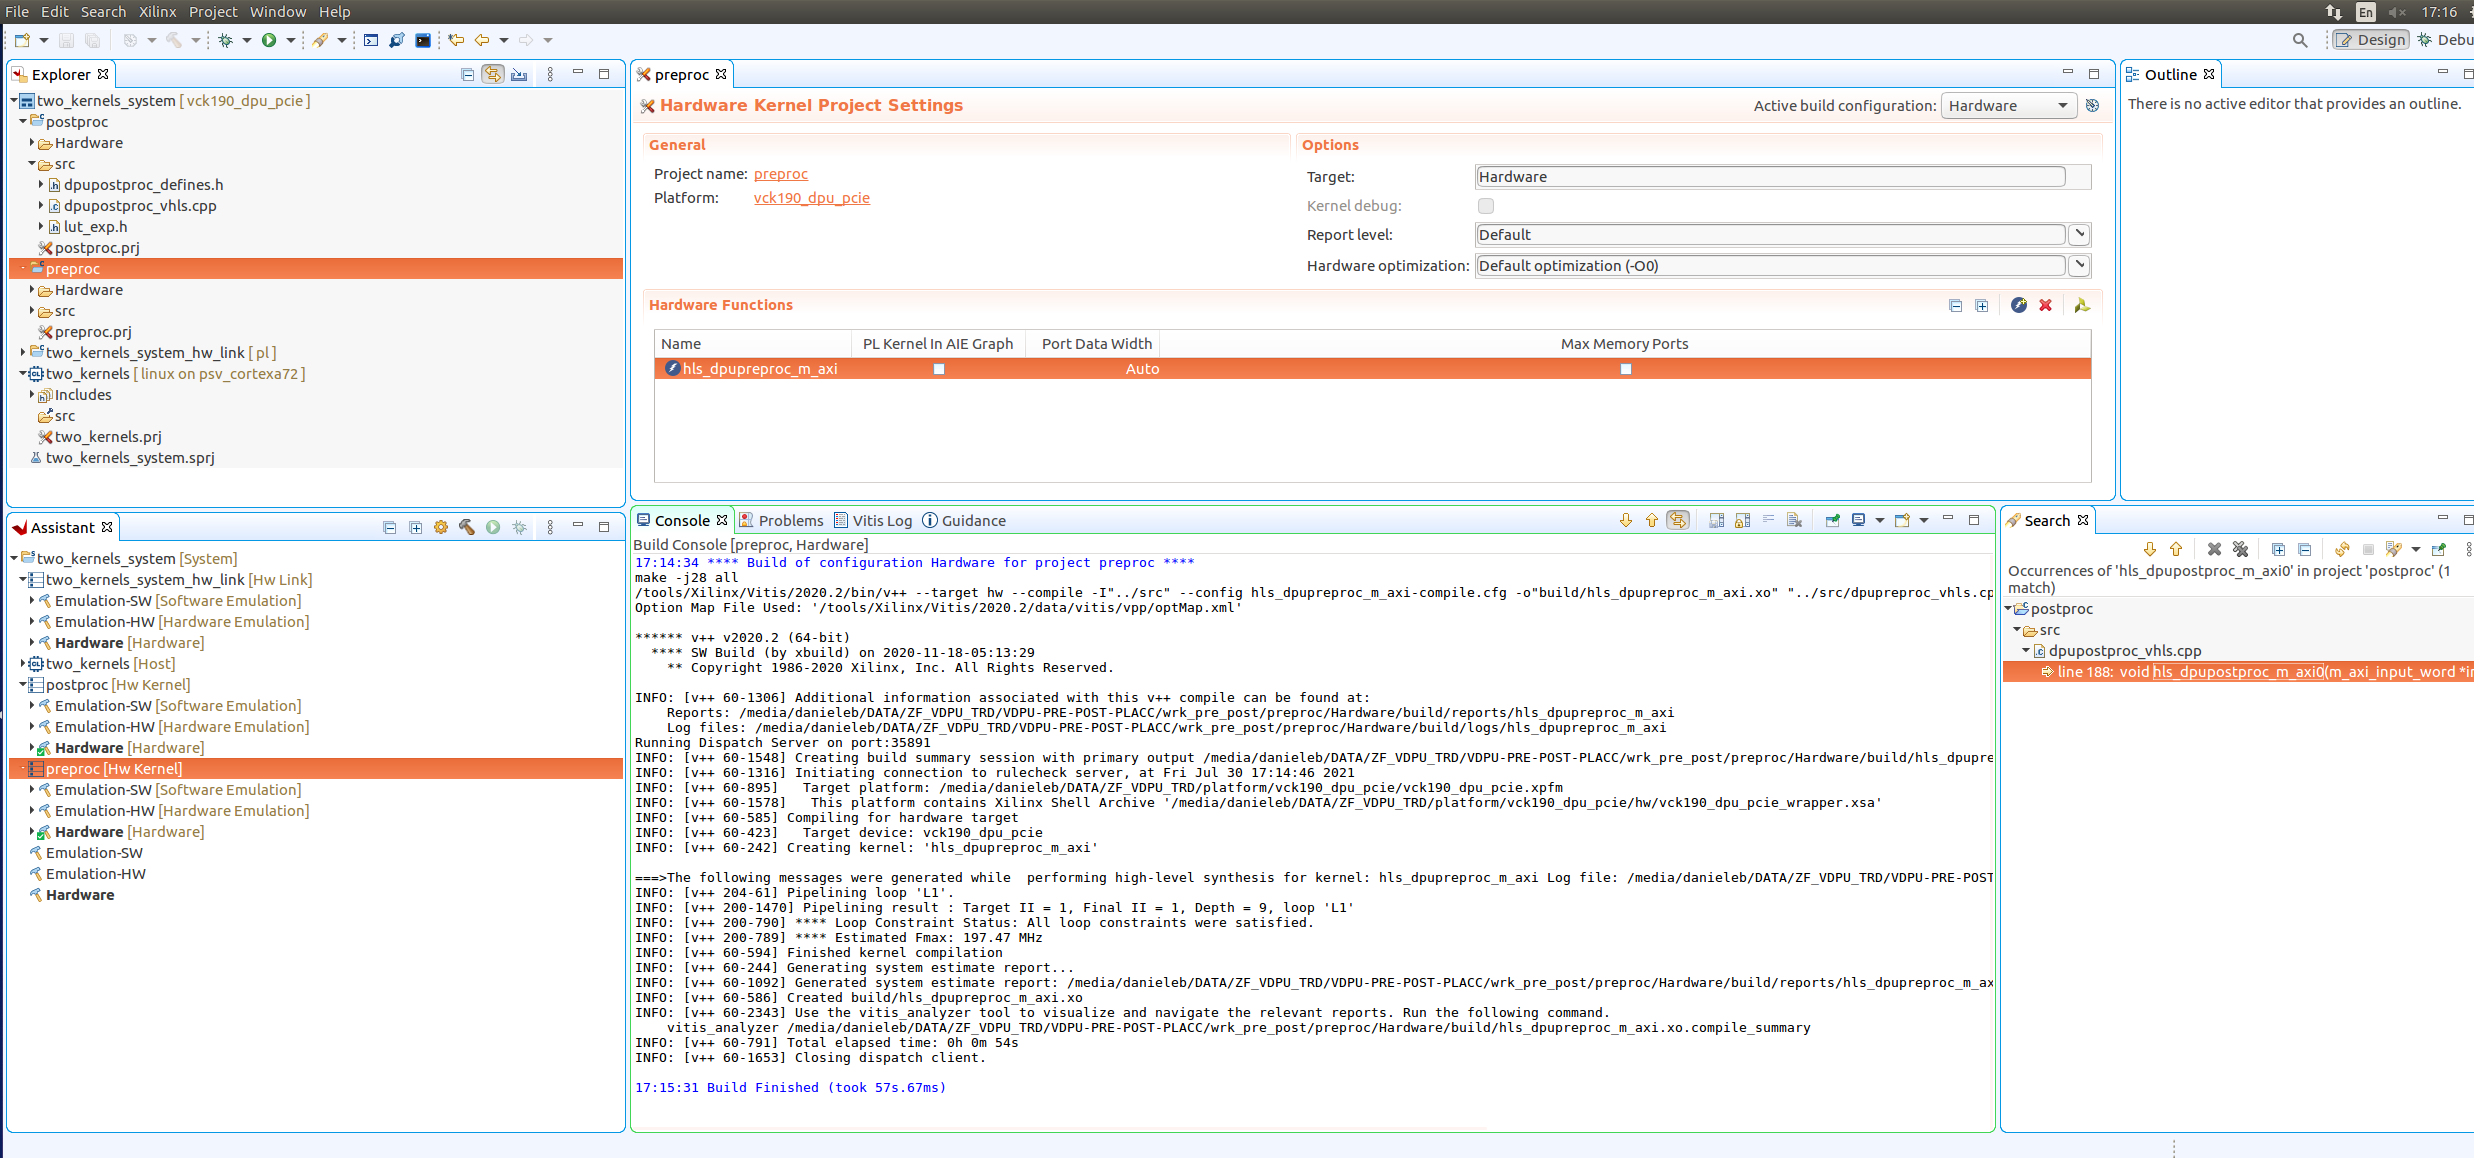 File Edit Search Xilinx Project Window Help
En 17:16
Design Debu
Explorer
two_kernels_system [ vck190_dpu_pcie ]
postproc
Hardware
src
dpupostproc_defines.h
dpupostproc_vhls.cpp
lut_exp.h
postproc.prj
preproc
Hardware
src
preproc.prj
two_kernels_system_hw_link [ pl ]
two_kernels [ linux on psv_cortexa72 ]
Includes
src
two_kernels.prj
two_kernels_system.sprj
preproc
Hardware Kernel Project Settings
Active build configuration: Hardware
General
Project name: preproc
Platform: vck190_dpu_pcie
Options
Target: Hardware
Kernel debug:
Report level: Default
Hardware optimization: Default optimization (-O0)
Hardware Functions
Name PL Kernel In AIE Graph Port Data Width Max Memory Ports
hls_dpupreproc_m_axi Auto
Outline
There is no active editor that provides an outline.
Assistant
two_kernels_system [System]
two_kernels_system_hw_link [Hw Link]
Emulation-SW [Software Emulation]
Emulation-HW [Hardware Emulation]
Hardware [Hardware]
two_kernels [Host]
postproc [Hw Kernel]
Emulation-SW [Software Emulation]
Emulation-HW [Hardware Emulation]
Hardware [Hardware]
preproc [Hw Kernel]
Emulation-SW [Software Emulation]
Emulation-HW [Hardware Emulation]
Hardware [Hardware]
Emulation-SW
Emulation-HW
Hardware
Console Problems Vitis Log Guidance
Build Console [preproc, Hardware]
17:14:34 **** Build of configuration Hardware for project preproc ****
make -j28 all
/tools/Xilinx/Vitis/2020.2/bin/v++ --target hw --compile -I"../src" --config hls_dpupreproc_m_axi-compile.cfg -o"build/hls_dpupreproc_m_axi.xo" "../src/dpupreproc_vhls.cp
Option Map File Used: '/tools/Xilinx/Vitis/2020.2/data/vitis/vpp/optMap.xml'
****** v++ v2020.2 (64-bit)
**** SW Build (by xbuild) on 2020-11-18-05:13:29
** Copyright 1986-2020 Xilinx, Inc. All Rights Reserved.
INFO: [v++ 60-1306] Additional information associated with this v++ compile can be found at:
Reports: /media/danieleb/DATA/ZF_VDPU_TRD/VDPU-PRE-POST-PLACC/wrk_pre_post/preproc/Hardware/build/reports/hls_dpupreproc_m_axi
Log files: /media/danieleb/DATA/ZF_VDPU_TRD/VDPU-PRE-POST-PLACC/wrk_pre_post/preproc/Hardware/build/logs/hls_dpupreproc_m_axi
Running Dispatch Server on port:35891
INFO: [v++ 60-1548] Creating build summary session with primary output /media/danieleb/DATA/ZF_VDPU_TRD/VDPU-PRE-POST-PLACC/wrk_pre_post/preproc/Hardware/build/hls_dpupre
INFO: [v++ 60-1316] Initiating connection to rulecheck server, at Fri Jul 30 17:14:46 2021
INFO: [v++ 60-895] Target platform: /media/danieleb/DATA/ZF_VDPU_TRD/platform/vck190_dpu_pcie/vck190_dpu_pcie.xpfm
INFO: [v++ 60-1578] This platform contains Xilinx Shell Archive '/media/danieleb/DATA/ZF_VDPU_TRD/platform/vck190_dpu_pcie/hw/vck190_dpu_pcie_wrapper.xsa'
INFO: [v++ 60-585] Compiling for hardware target
INFO: [v++ 60-423] Target device: vck190_dpu_pcie
INFO: [v++ 60-242] Creating kernel: 'hls_dpupreproc_m_axi'
===>The following messages were generated while performing high-level synthesis for kernel: hls_dpupreproc_m_axi Log file: /media/danieleb/DATA/ZF_VDPU_TRD/VDPU-PRE-POST
INFO: [v++ 204-61] Pipelining loop 'L1'.
INFO: [v++ 200-1470] Pipelining result : Target II = 1, Final II = 1, Depth = 9, loop 'L1'
INFO: [v++ 200-790] **** Loop Constraint Status: All loop constraints were satisfied.
INFO: [v++ 200-789] **** Estimated Fmax: 197.47 MHz
INFO: [v++ 60-594] Finished kernel compilation
INFO: [v++ 60-244] Generating system estimate report...
INFO: [v++ 60-1092] Generated system estimate report: /media/danieleb/DATA/ZF_VDPU_TRD/VDPU-PRE-POST-PLACC/wrk_pre_post/preproc/Hardware/build/reports/hls_dpupreproc_m_ax
INFO: [v++ 60-586] Created build/hls_dpupreproc_m_axi.xo
INFO: [v++ 60-2343] Use the vitis_analyzer tool to visualize and navigate the relevant reports. Run the following command.
vitis_analyzer /media/danieleb/DATA/ZF_VDPU_TRD/VDPU-PRE-POST-PLACC/wrk_pre_post/preproc/Hardware/build/hls_dpupreproc_m_axi.xo.compile_summary
INFO: [v++ 60-791] Total elapsed time: 0h 0m 54s
INFO: [v++ 60-1653] Closing dispatch client.
17:15:31 Build Finished (took 57s.67ms)
Search
Occurrences of 'hls_dpupostproc_m_axi0' in project 'postproc' (1
match)
postproc
src
dpupostproc_vhls.cpp
line 188: void hls_dpupostproc_m_axi0(m_axi_input_word *i